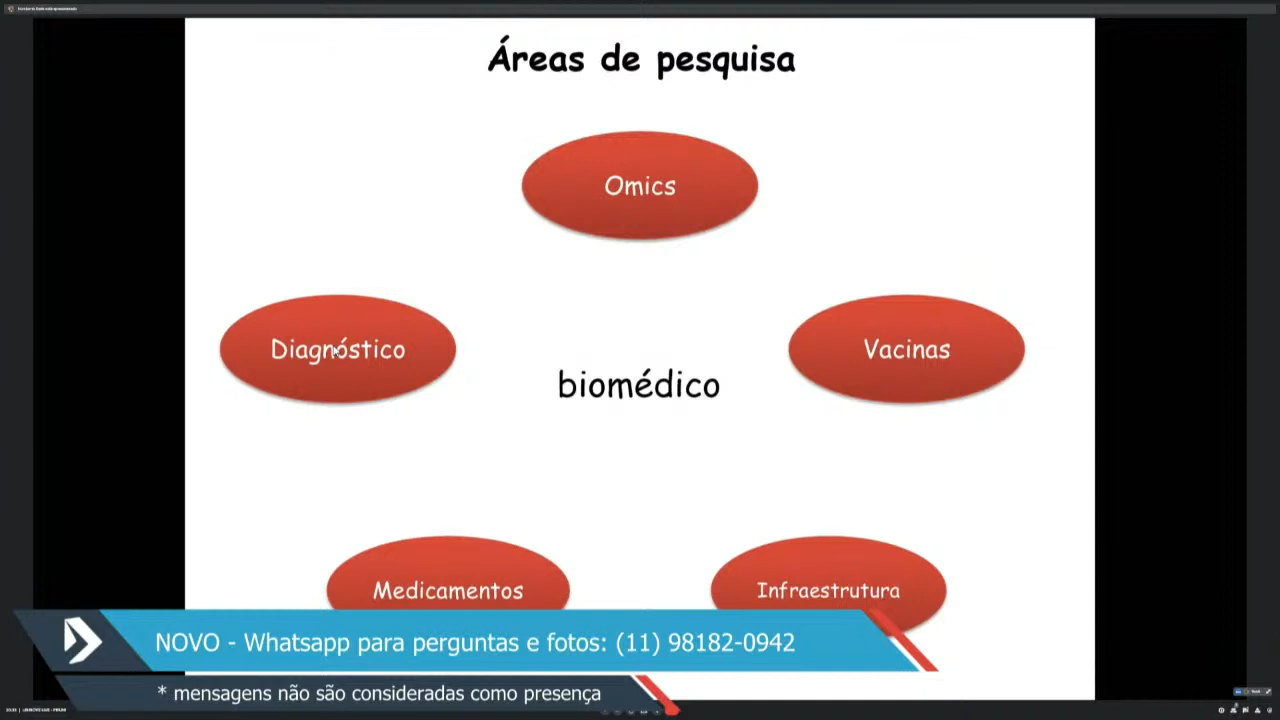 Áreas de pesquisa
Omics
Diagnóstico
Vacinas
biomédico
Medicamentos
Infraestrutura
NOVO - Whatsapp para perguntas e fotos: (11) 98182-0942
* mensagens não são consideradas como presença